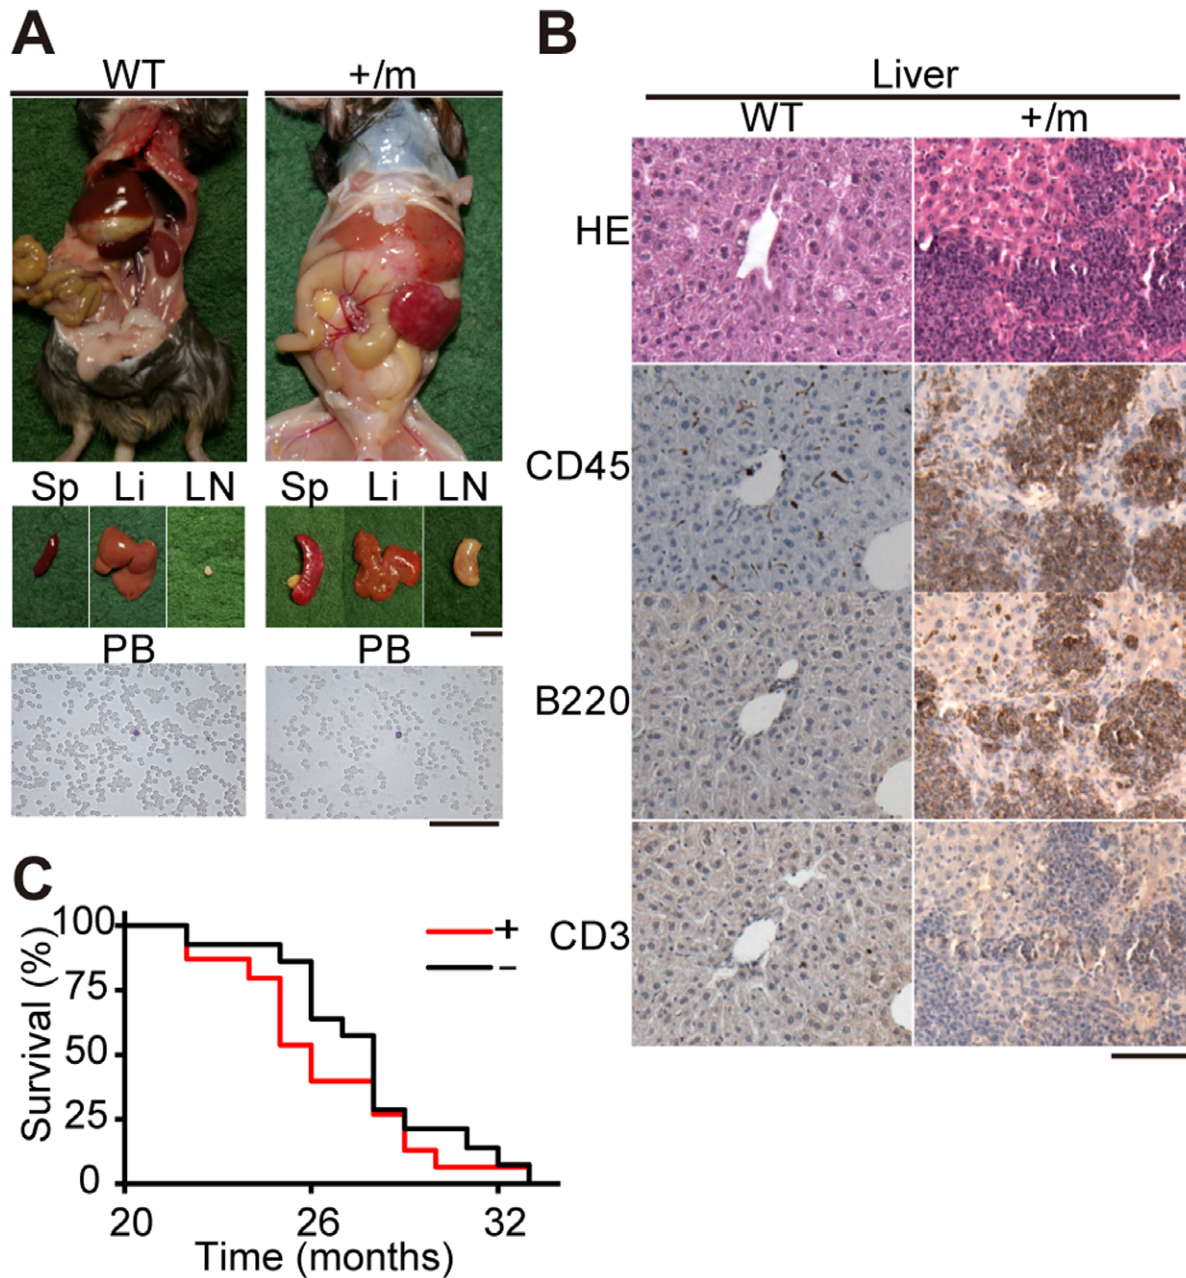 A
WT
+/m
Sp
Li
LN
Sp
Li
LN
PB
PB
B
Liver
WT
+/m
HE
CD45
B220
CD3
C
Survival (%)
100
75
50
25
0
20
26
32
Time (months)
+
−